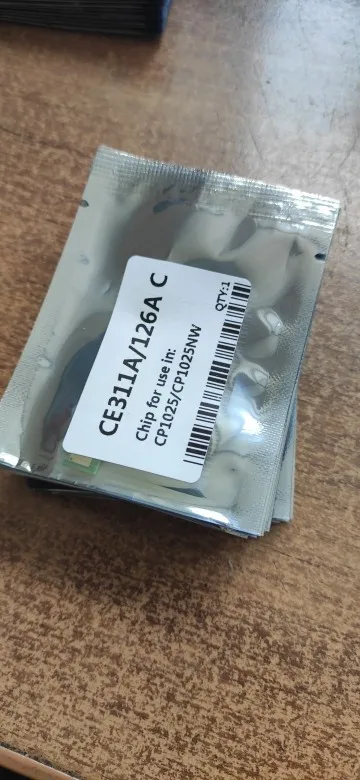 CE311A/126A C
Chip for use in:
CP1025/CP1025NW
QTY:1